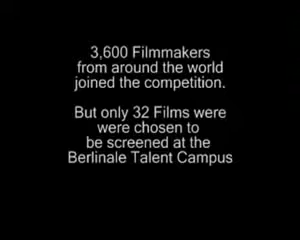 3,600 Filmmakers
from around the world
joined the competition.
But only 32 Films were
were chosen to
be screened at the
Berlinale Talent Campus